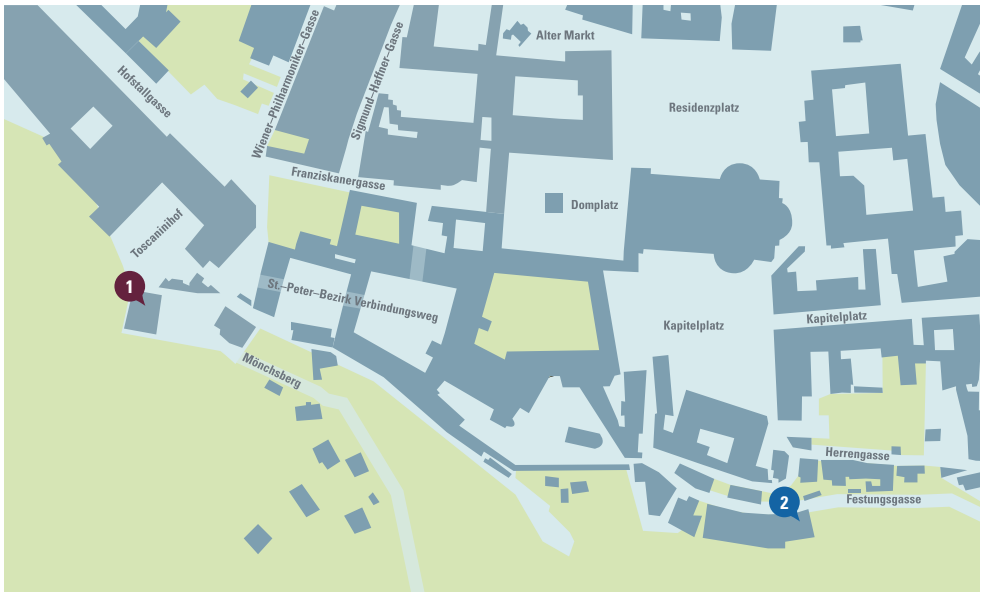 Alter Markt
Wiener–Philharmoniker–Gasse
Sigmund–Haffner–Gasse
Hofstallgasse
Residenzplatz
Franziskanergasse
Domplatz
Toscaninihof
1
St.–Peter–Bezirk Verbindungsweg
Kapitelplatz
Kapitelplatz
Mönchsberg
Herrengasse
2
Festungsgasse